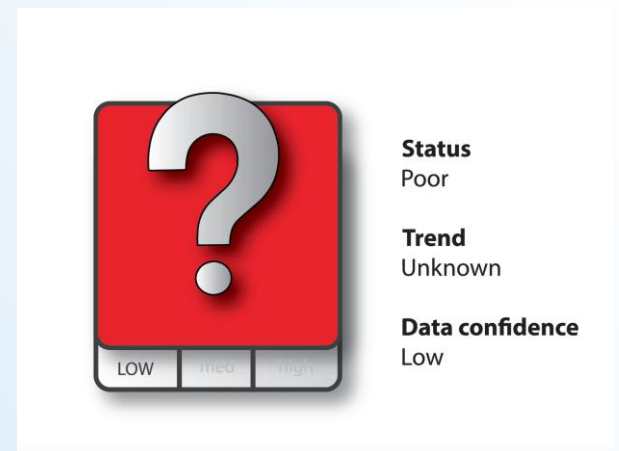 ?
LOW med high
Status
Poor
Trend
Unknown
Data confidence
Low